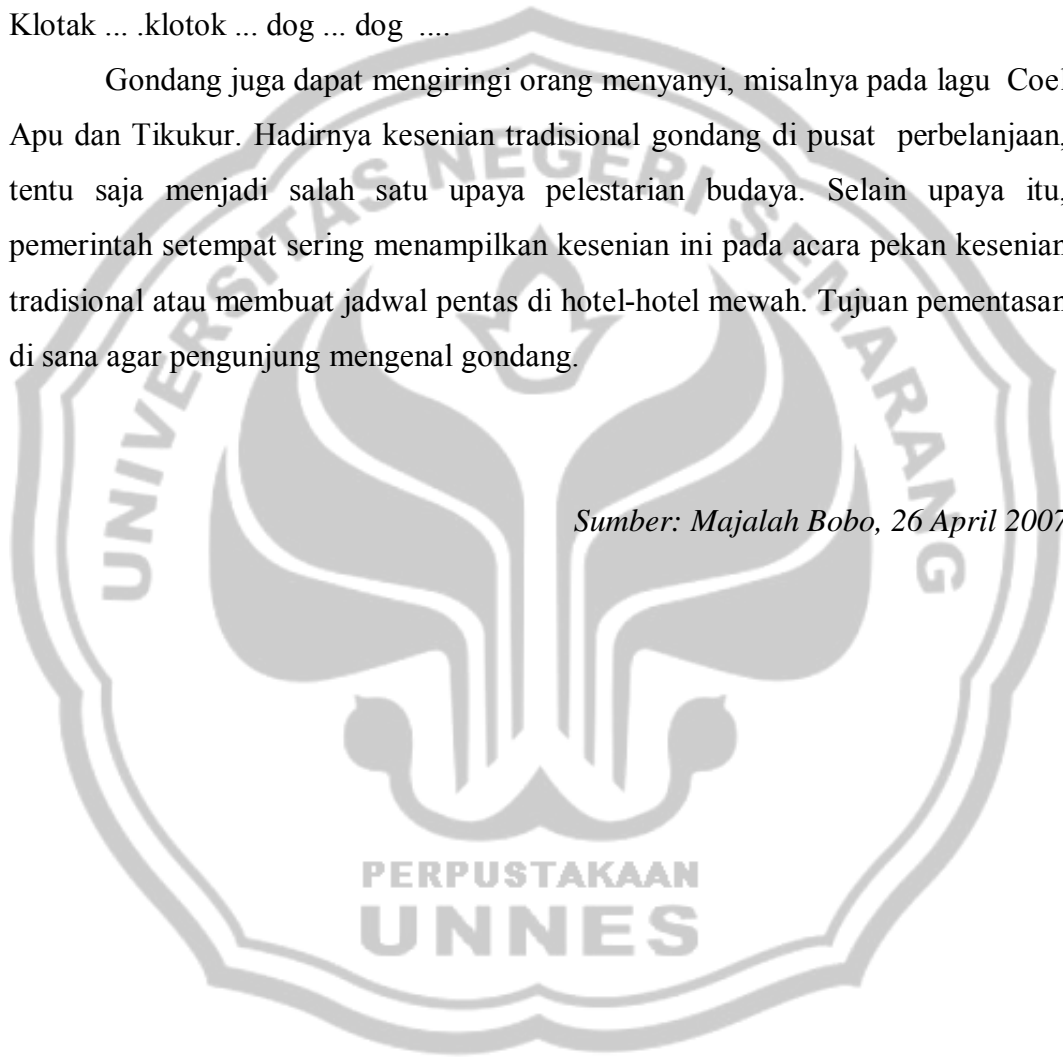 Klotak ... .klotok ... dog ... dog ....
Gondang juga dapat mengiringi orang menyanyi, misalnya pada lagu Coel
Apu dan Tikukur. Hadirnya kesenian tradisional gondang di pusat perbelanjaan,
tentu saja menjadi salah satu upaya pelestarian budaya. Selain upaya itu,
pemerintah setempat sering menampilkan kesenian ini pada acara pekan kesenian
tradisional atau membuat jadwal pentas di hotel-hotel mewah. Tujuan pementasan
di sana agar pengunjung mengenal gondang.
Sumber: Majalah Bobo, 26 April 2007
UNIVERSITAS NEGERI SEMARANG
PERPUSTAKAAN
UNNES